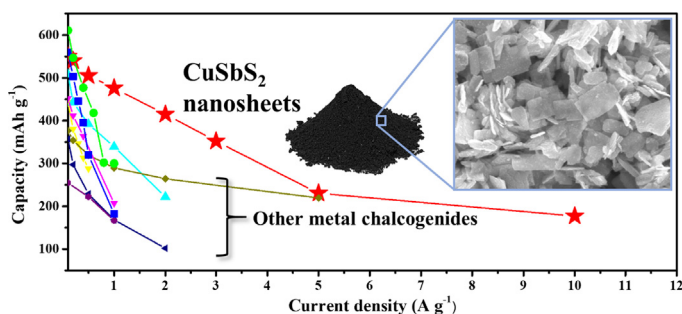 600
500
400
300
200
100
Capacity (mAh g⁻¹)
CuSbS₂
nanosheets
Other metal chalcogenides
1 2 3 4 5 6 7 8 9 10 11 12
Current density (A g⁻¹)